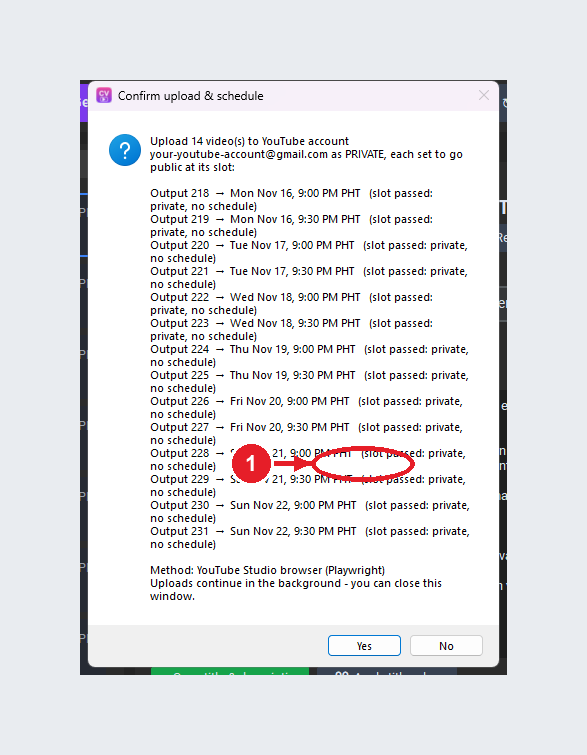 Confirm upload & schedule
Upload 14 video(s) to YouTube account
your-youtube-account@gmail.com as PRIVATE, each set to go
public at its slot:
Output 218 → Mon Nov 16, 9:00 PM PHT (slot passed:
private, no schedule)
Output 219 → Mon Nov 16, 9:30 PM PHT (slot passed:
private, no schedule)
Output 220 → Tue Nov 17, 9:00 PM PHT (slot passed: private,
no schedule)
Output 221 → Tue Nov 17, 9:30 PM PHT (slot passed: private,
no schedule)
Output 222 → Wed Nov 18, 9:00 PM PHT (slot passed:
private, no schedule)
Output 223 → Wed Nov 18, 9:30 PM PHT (slot passed:
private, no schedule)
Output 224 → Thu Nov 19, 9:00 PM PHT (slot passed: private,
no schedule)
Output 225 → Thu Nov 19, 9:30 PM PHT (slot passed: private,
no schedule)
Output 226 → Fri Nov 20, 9:00 PM PHT (slot passed: private,
no schedule)
Output 227 → Fri Nov 20, 9:30 PM PHT (slot passed: private,
no schedule)
Output 228 → 21, 9:00 PM PHT (slot passed: private,
no schedule)
1
Output 229 → 21, 9:30 PM PHT (slot passed: private,
no schedule)
Output 230 → Sun Nov 22, 9:00 PM PHT (slot passed: private,
no schedule)
Output 231 → Sun Nov 22, 9:30 PM PHT (slot passed: private,
no schedule)
Method: YouTube Studio browser (Playwright)
Uploads continue in the background - you can close this
window.
Yes
No